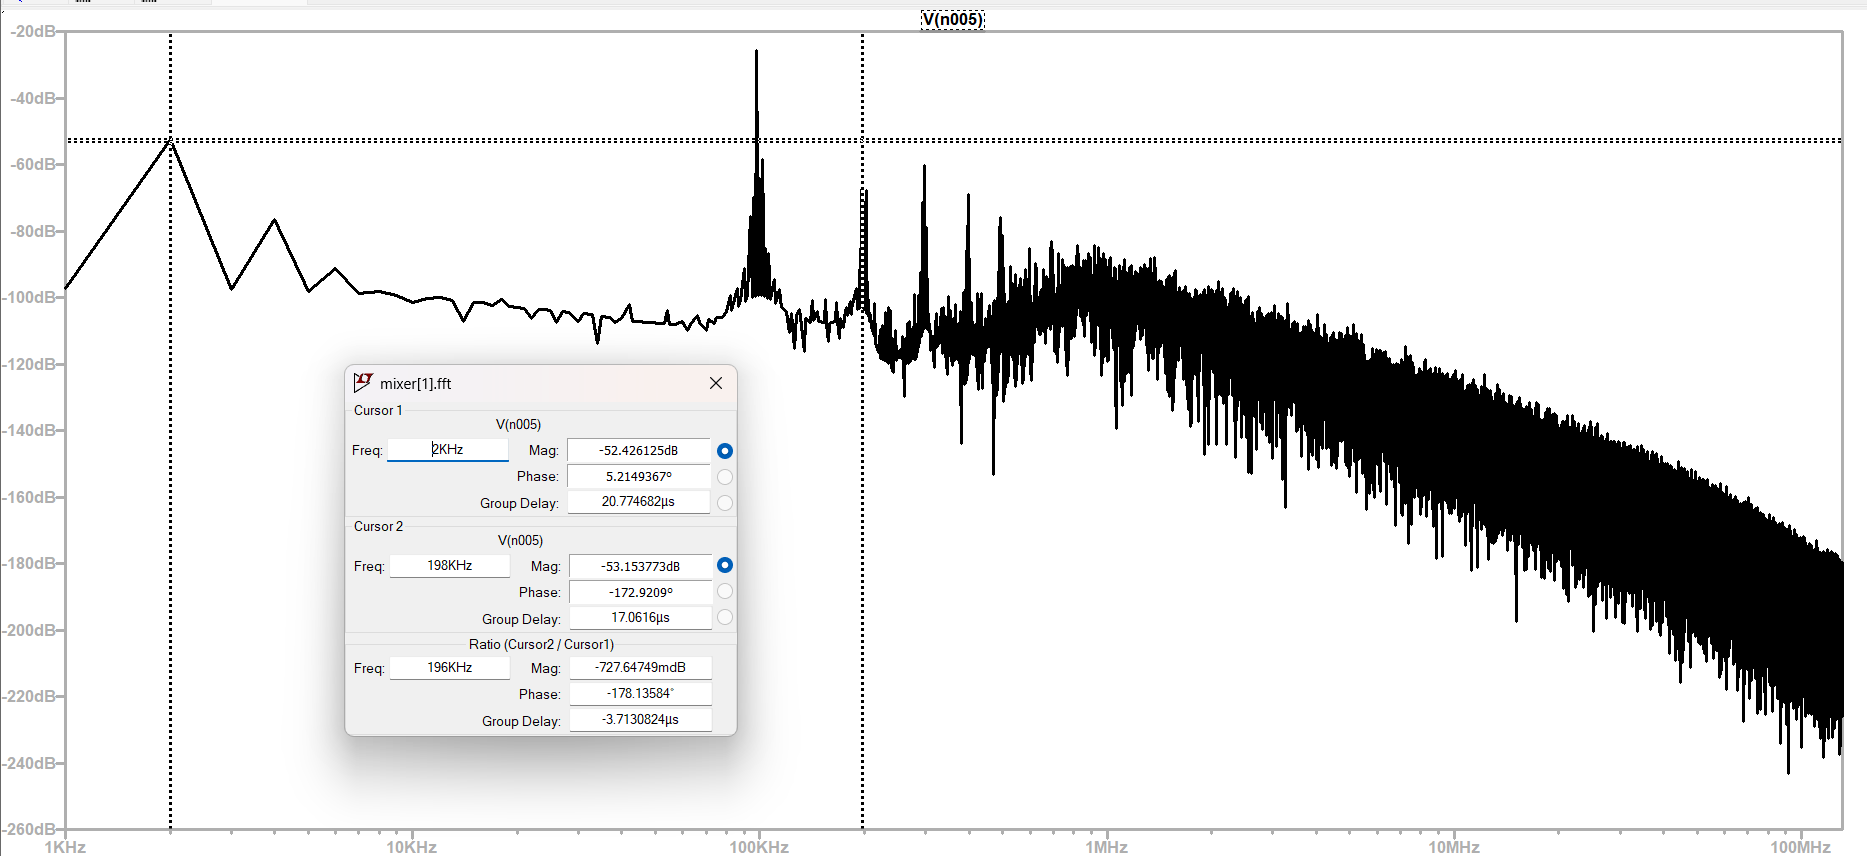 V(n005)
-20dB
-40dB
-60dB
-80dB
-100dB
-120dB
-140dB
-160dB
-180dB
-200dB
-220dB
-240dB
-260dB
1KHz 10KHz 100KHz 1MHz 10MHz 100MHz
mixer[1].fft
Cursor 1
V(n005)
Freq: 2KHz Mag: -52.426125dB
Phase: 5.2149367º
Group Delay: 20.774682µs
Cursor 2
V(n005)
Freq: 198KHz Mag: -53.153773dB
Phase: -172.9209º
Group Delay: 17.0616µs
Ratio (Cursor2 / Cursor1)
Freq: 196KHz Mag: -727.64749mdB
Phase: -178.13584°
Group Delay: -3.7130824µs